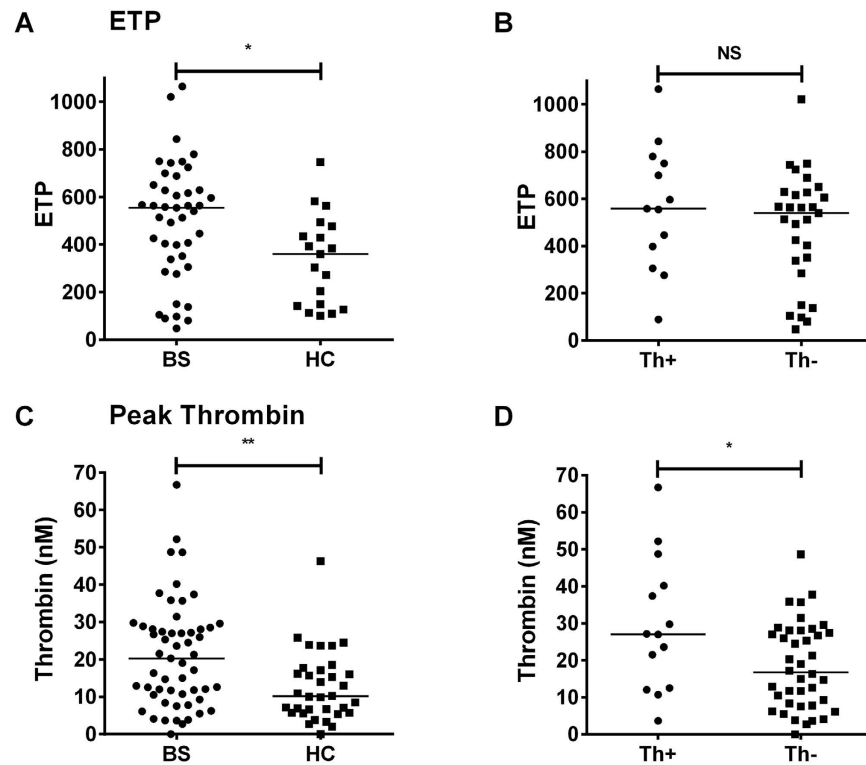 A ETP
*
ETP
1000
800
600
400
200
0
BS HC
B
NS
ETP
1000
800
600
400
200
0
Th+ Th-
C Peak Thrombin
**
Thrombin (nM)
70
60
50
40
30
20
10
0
BS HC
D
*
Thrombin (nM)
70
60
50
40
30
20
10
0
Th+ Th-